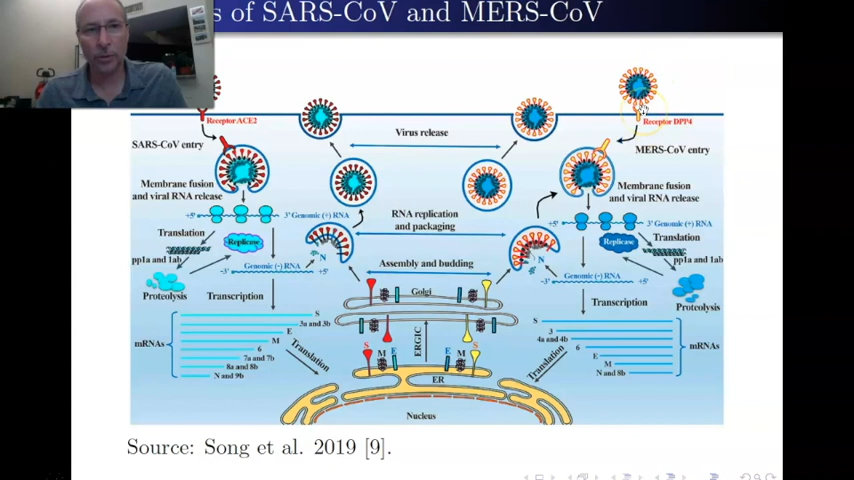 s of SARS-CoV and MERS-CoV
Receptor ACE2
Receptor DPP4
Virus release
SARS-CoV entry
MERS-CoV entry
Membrane fusion
and viral RNA release
Membrane fusion
and viral RNA release
+5' 3' Genomic (+) RNA
RNA replication
and packaging
+5' 3' Genomic (+) RNA
Translation
Replicase
N
N
Replicase
Translation
pp1a and 1ab
pp1a and 1ab
-3' Genomic (-) RNA +5'
Assembly and budding
-3' Genomic (-) RNA +5'
Proteolysis
Transcription
Golgi
Transcription
Proteolysis
S
3a and 3b
E
M
6
7a and 7b
8a and 8b
N and 9b
mRNAs
Translation
ERGIC
S M E
E M S
ER
Nucleus
Translation
S
3
4a and 4b
6
E
M
N and 8b
mRNAs
Source: Song et al. 2019 [9].